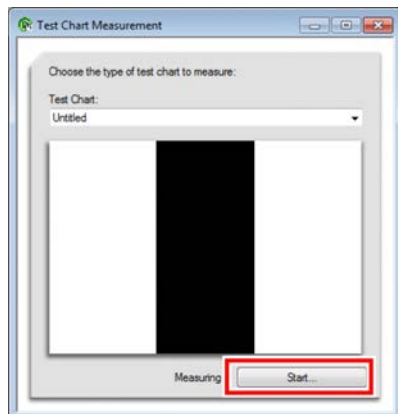 Test Chart Measurement
Choose the type of test chart to measure:
Test Chart:
Untitled
Measuring Start...